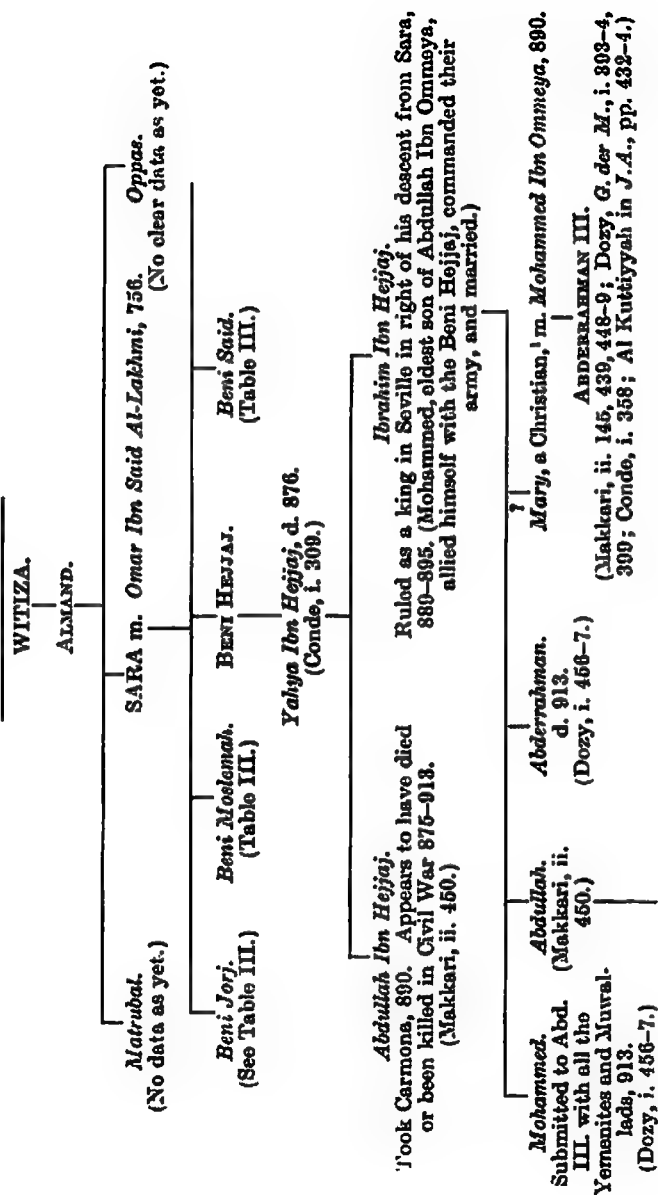 WITIZA.
ALMAND.
Matrubal.
(No data as yet.)
SARA m. Omar Ibn Said Al-Lakhmi, 756.
Oppas.
(No clear data as yet.)
Beni Jorj.
(See Table III.)
Beni Moslemah.
(Table III.)
BENI HEJJAJ.
Beni Said.
(Table III.)
Yahya Ibn Hejjaj, d. 876.
(Conde, i. 309.)
Abdullah Ibn Hejjaj.
Took Carmona, 890. Appears to have died
or been killed in Civil War 875–913.
(Makkari, ii. 450.)
Ibrahim Ibn Hejjaj.
Ruled as a king in Seville in right of his descent from Sara,
889–895. (Mohammed, oldest son of Abdullah Ibn Ommeya,
allied himself with the Beni Hejjaj, commanded their
army, and married.)
Mohammed.
Submitted to Abd.
III. with all the
Yemenites and Muwal-
lads, 913.
(Dozy, i. 456–7.)
Abdullah.
(Makkari, ii.
450.)
Abderrahman.
d. 913.
(Dozy, i. 456–7.)
?
Mary, a Christian,¹ m. Mohammed Ibn Ommeya, 890.
ABDERRAHMAN III.
(Makkari, ii. 145, 439, 448–9; Dozy, G. der M., i. 393–4,
399; Conde, i. 358; Al Kuttiyyah in J.A., pp. 432–4.)